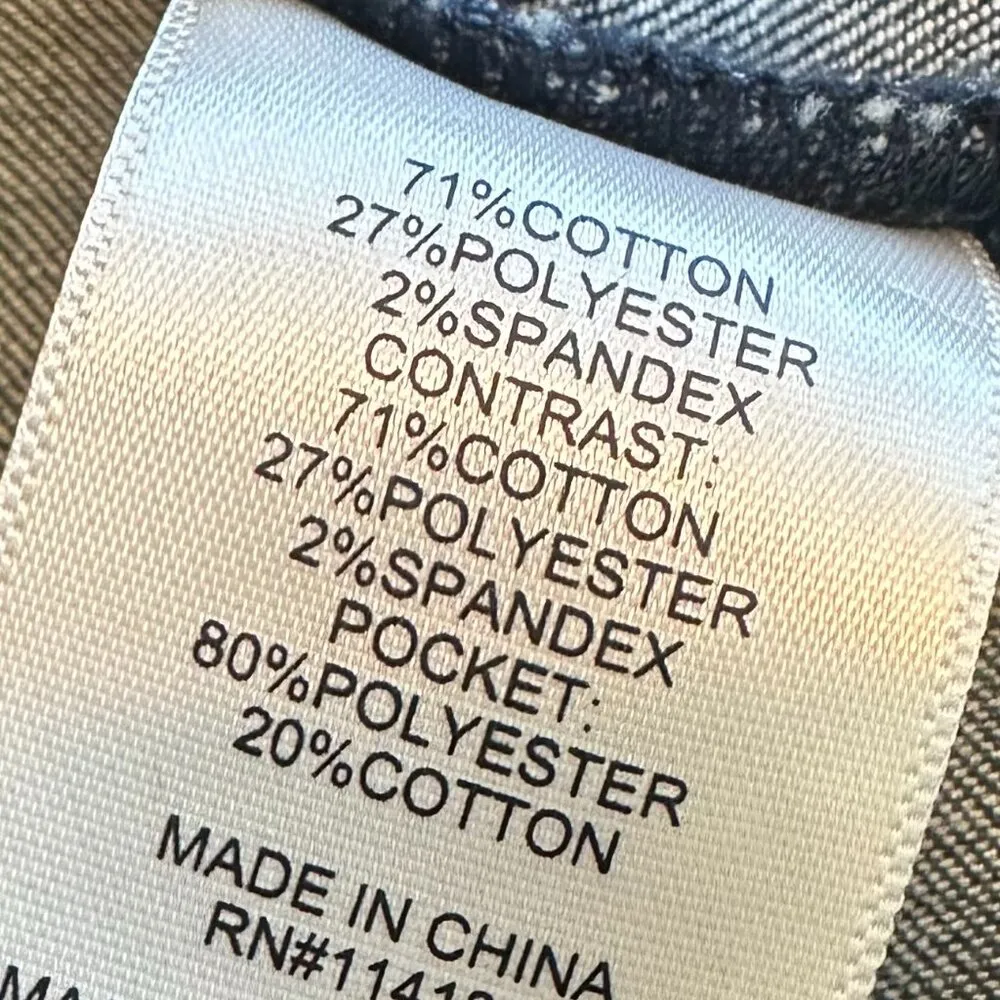 71%COTTON
27%POLYESTER
2%SPANDEX
CONTRAST:
71%COTTON
27%POLYESTER
2%SPANDEX
POCKET:
80%POLYESTER
20%COTTON
MADE IN CHINA